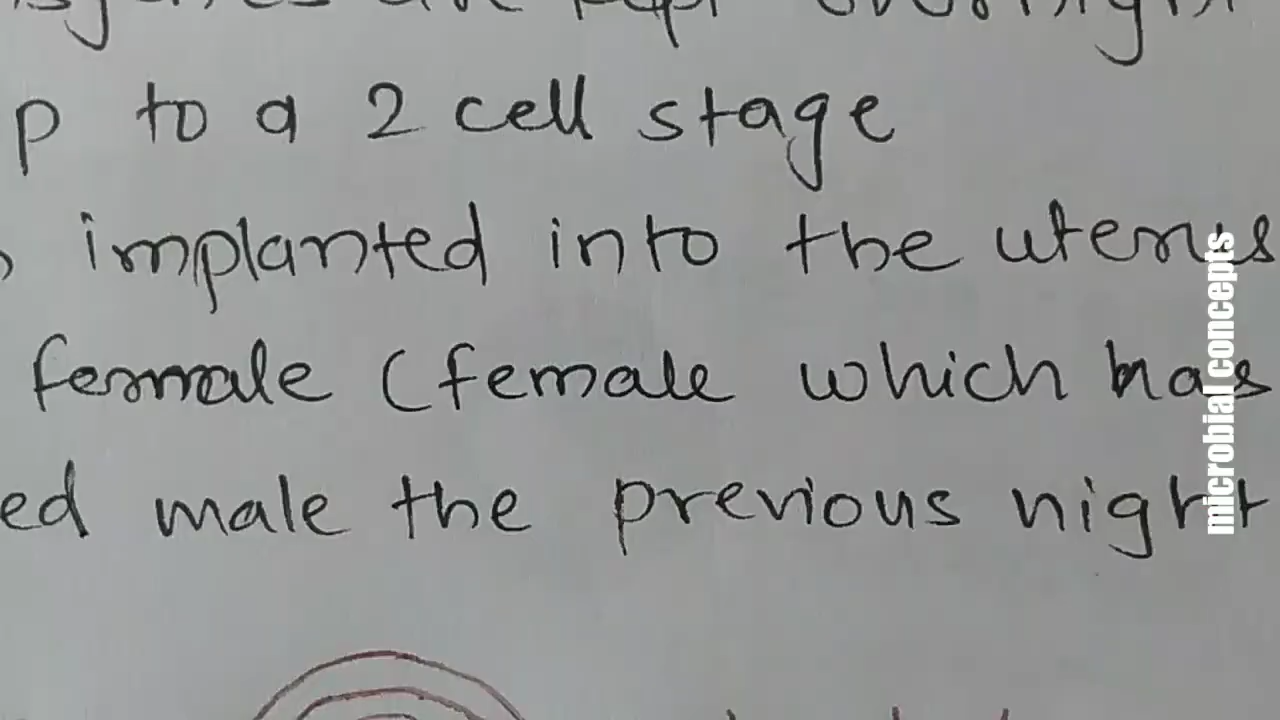 p to a 2 cell stage
implanted into the uterus
female (female which has
ed male the previous night
microbial concepts